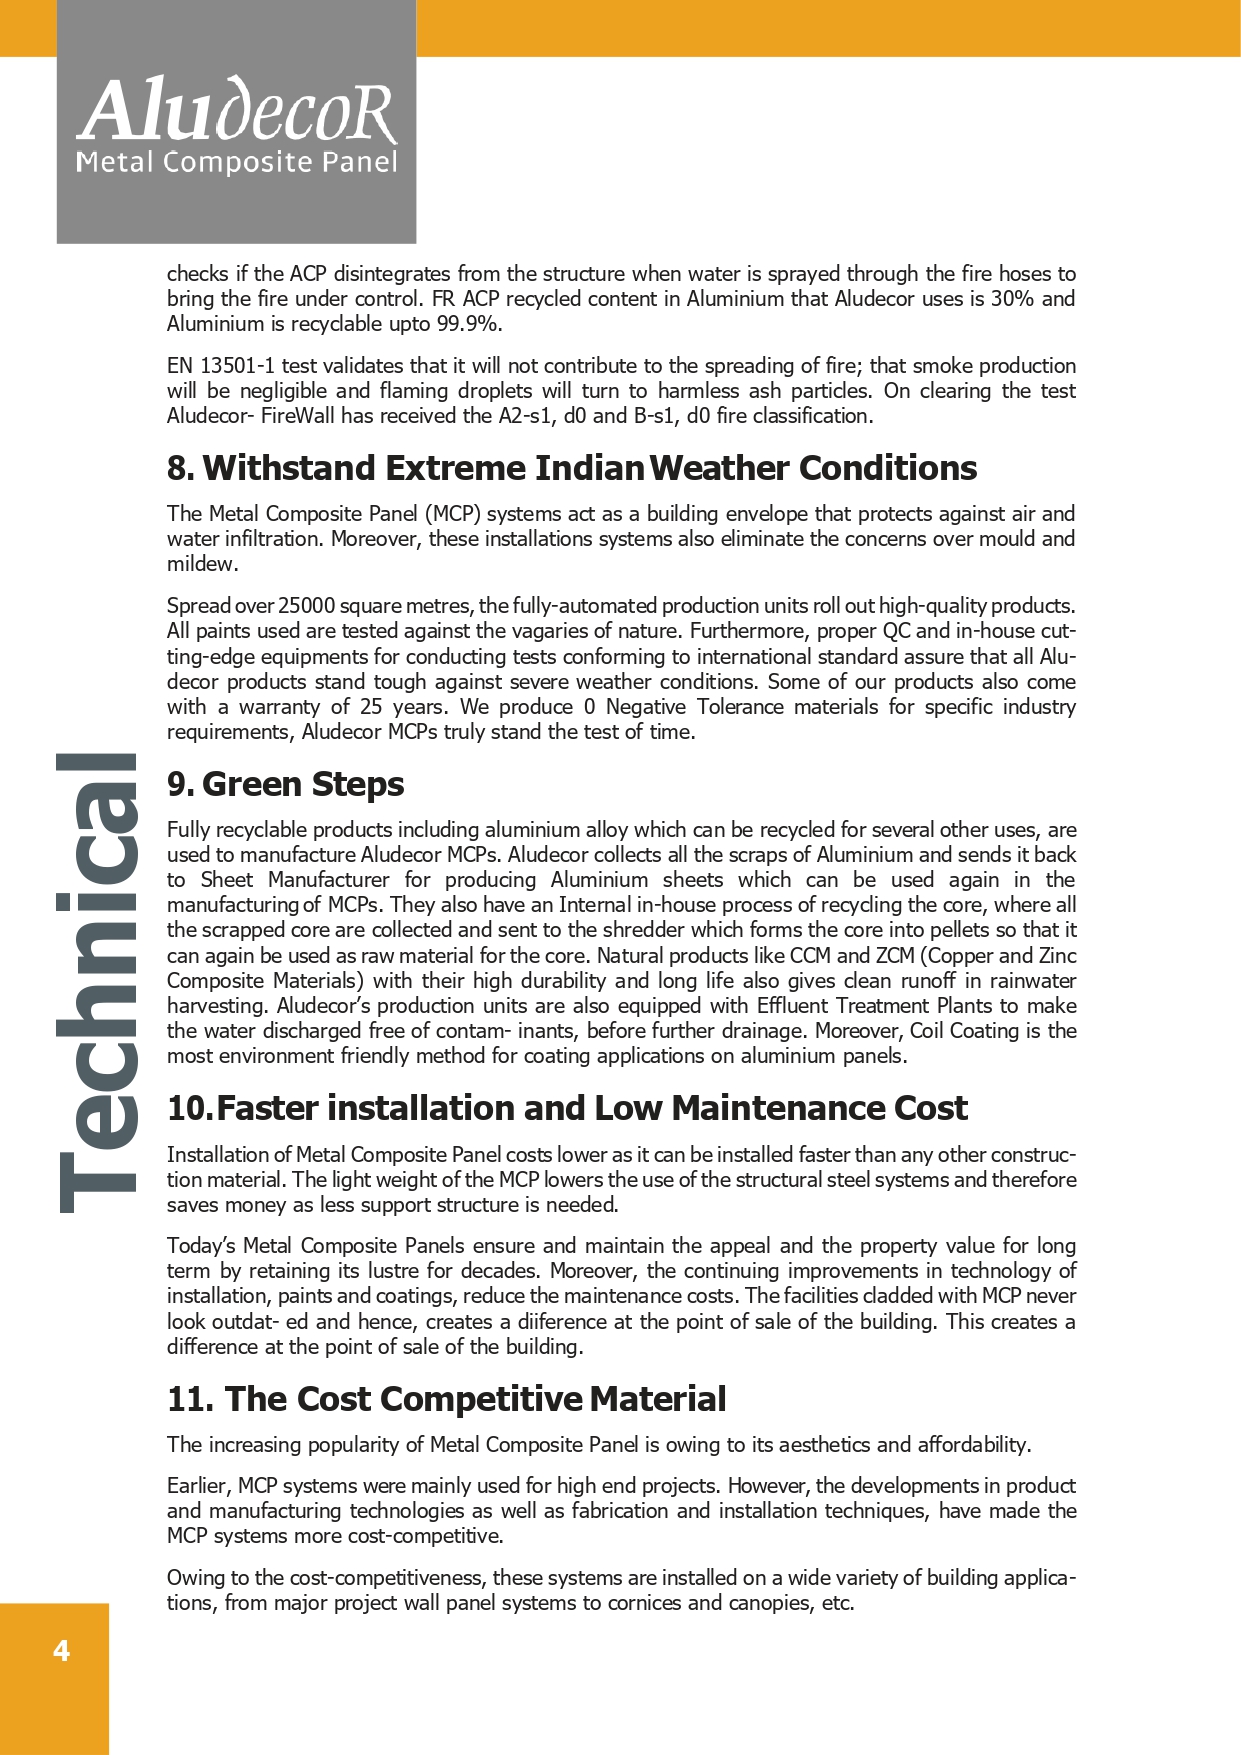 AludecoR
Metal Composite Panel
checks if the ACP disintegrates from the structure when water is sprayed through the fire hoses to
bring the fire under control. FR ACP recycled content in Aluminium that Aludecor uses is 30% and
Aluminium is recyclable upto 99.9%.
EN 13501-1 test validates that it will not contribute to the spreading of fire; that smoke production
will be negligible and flaming droplets will turn to harmless ash particles. On clearing the test
Aludecor- FireWall has received the A2-s1, d0 and B-s1, d0 fire classification.
8. Withstand Extreme Indian Weather Conditions
The Metal Composite Panel (MCP) systems act as a building envelope that protects against air and
water infiltration. Moreover, these installations systems also eliminate the concerns over mould and
mildew.
Spread over 25000 square metres, the fully-automated production units roll out high-quality products.
All paints used are tested against the vagaries of nature. Furthermore, proper QC and in-house cut-
ting-edge equipments for conducting tests conforming to international standard assure that all Alu-
decor products stand tough against severe weather conditions. Some of our products also come
with a warranty of 25 years. We produce 0 Negative Tolerance materials for specific industry
requirements, Aludecor MCPs truly stand the test of time.
9. Green Steps
Fully recyclable products including aluminium alloy which can be recycled for several other uses, are
used to manufacture Aludecor MCPs. Aludecor collects all the scraps of Aluminium and sends it back
to Sheet Manufacturer for producing Aluminium sheets which can be used again in the
manufacturing of MCPs. They also have an Internal in-house process of recycling the core, where all
the scrapped core are collected and sent to the shredder which forms the core into pellets so that it
can again be used as raw material for the core. Natural products like CCM and ZCM (Copper and Zinc
Composite Materials) with their high durability and long life also gives clean runoff in rainwater
harvesting. Aludecor’s production units are also equipped with Effluent Treatment Plants to make
the water discharged free of contam- inants, before further drainage. Moreover, Coil Coating is the
most environment friendly method for coating applications on aluminium panels.
10.Faster installation and Low Maintenance Cost
Installation of Metal Composite Panel costs lower as it can be installed faster than any other construc-
tion material. The light weight of the MCP lowers the use of the structural steel systems and therefore
saves money as less support structure is needed.
Today’s Metal Composite Panels ensure and maintain the appeal and the property value for long
term by retaining its lustre for decades. Moreover, the continuing improvements in technology of
installation, paints and coatings, reduce the maintenance costs. The facilities cladded with MCP never
look outdat- ed and hence, creates a diiference at the point of sale of the building. This creates a
difference at the point of sale of the building.
11. The Cost Competitive Material
The increasing popularity of Metal Composite Panel is owing to its aesthetics and affordability.
Earlier, MCP systems were mainly used for high end projects. However, the developments in product
and manufacturing technologies as well as fabrication and installation techniques, have made the
MCP systems more cost-competitive.
Owing to the cost-competitiveness, these systems are installed on a wide variety of building applica-
tions, from major project wall panel systems to cornices and canopies, etc.
Technical
4